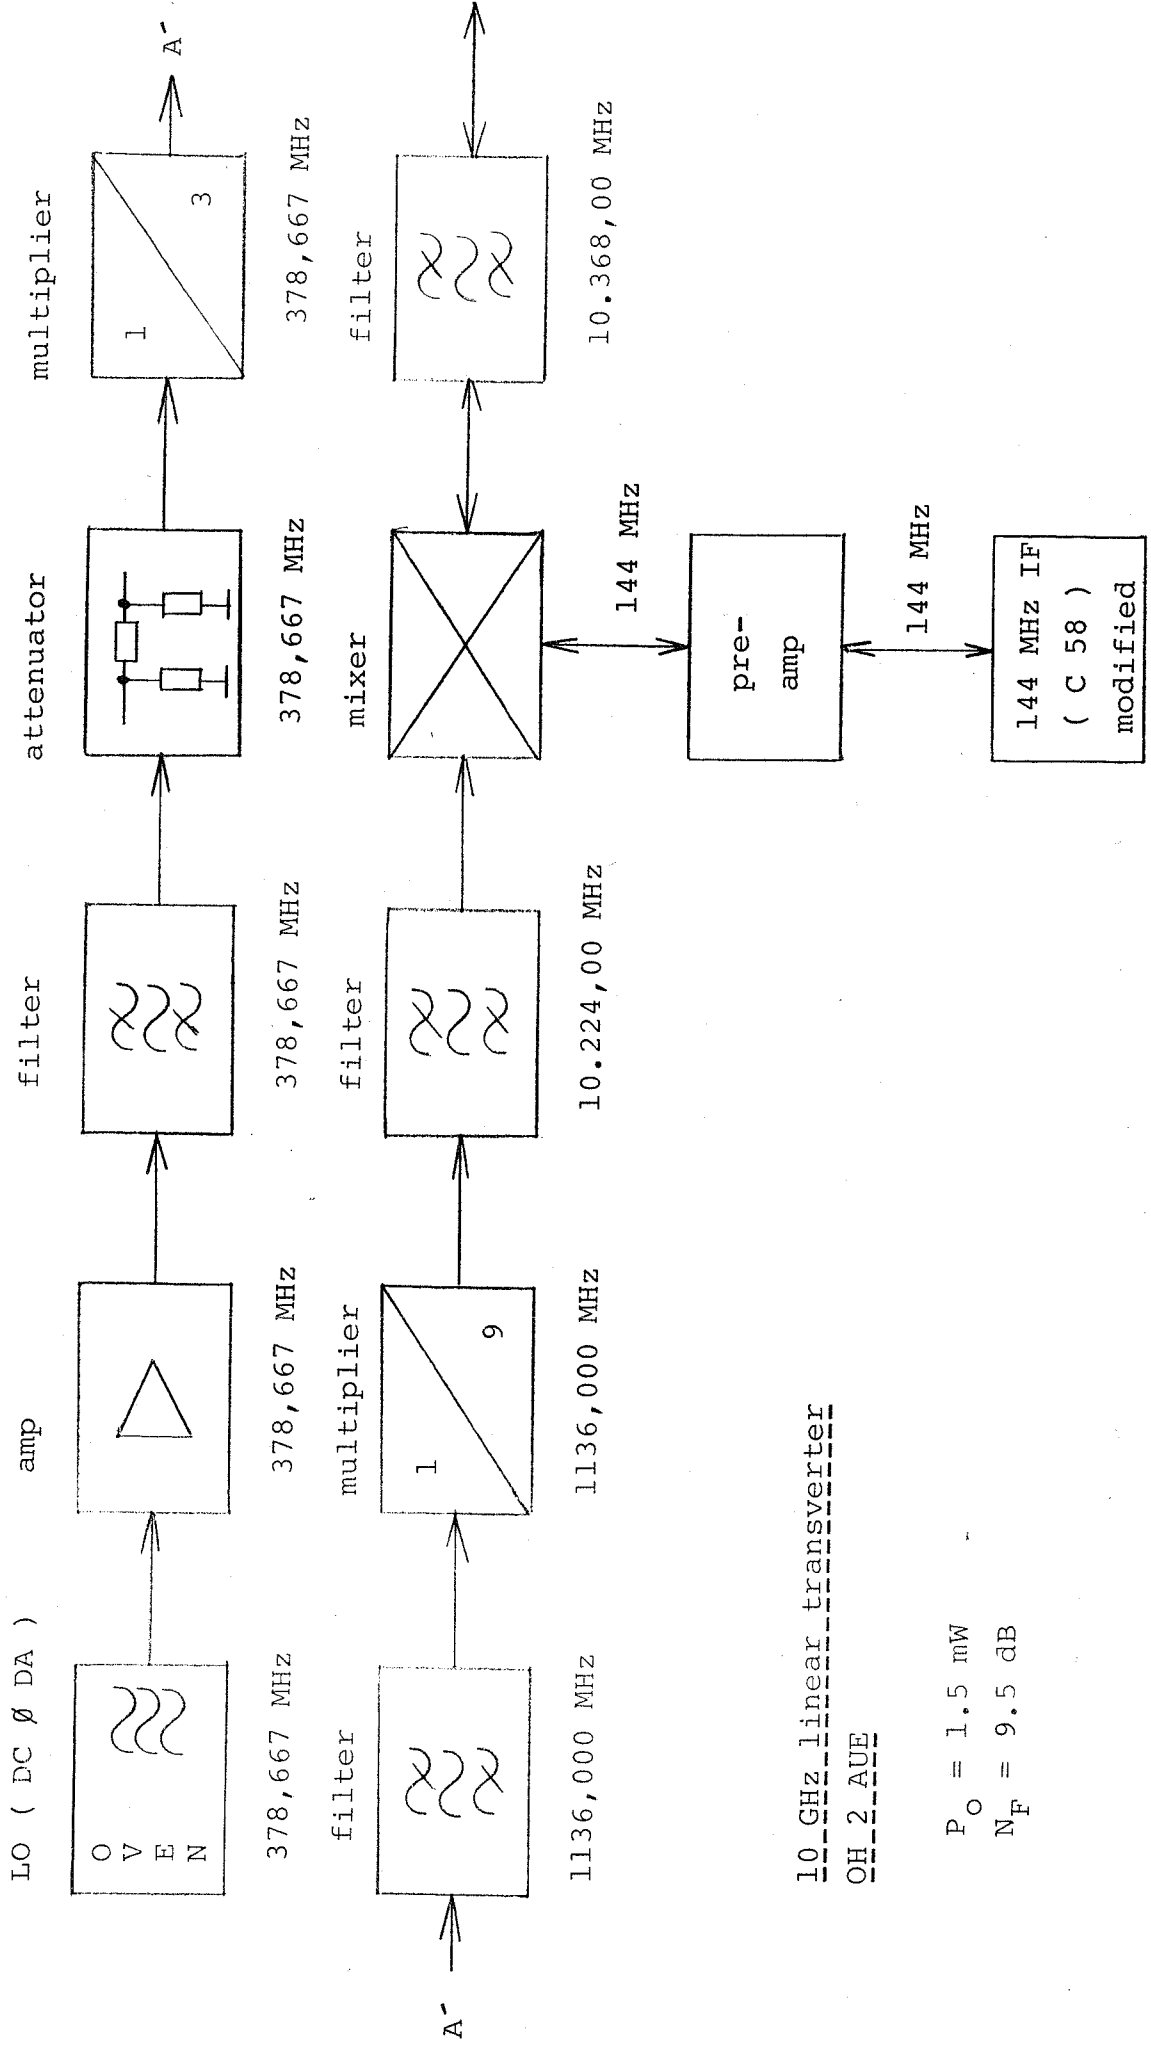 LO ( DC Ø DA )
amp
filter
attenuator
multiplier
O
V
E
N
1
3
A'
378,667 MHz
378,667 MHz
378,667 MHz
378,667 MHz
378,667 MHz
filter
multiplier
filter
mixer
filter
A'
1
9
1136,000 MHz
1136,000 MHz
10.224,00 MHz
144 MHz
10.368,00 MHz
pre-
amp
144 MHz
144 MHz IF
( C 58 )
modified
10 GHz linear transverter
OH 2 AUE
PO = 1.5 mW
NF = 9.5 dB